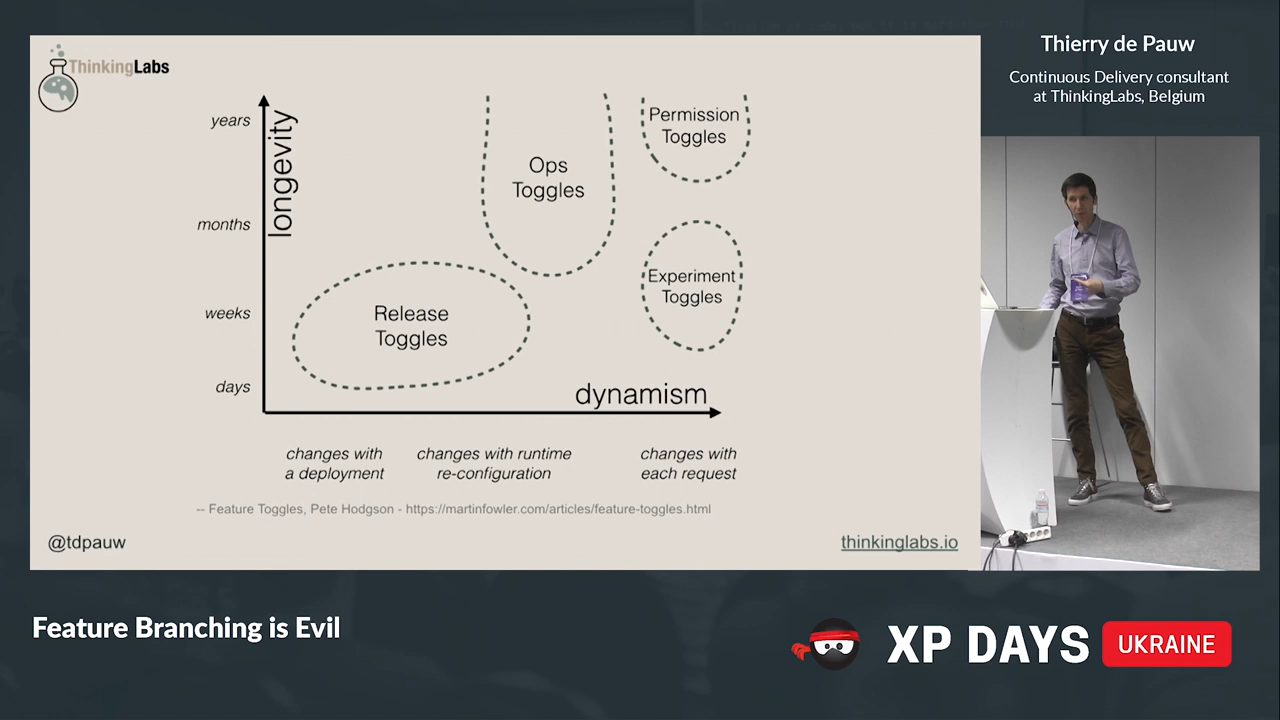 Thierry de Pauw
Continuous Delivery consultant
at ThinkingLabs, Belgium
ThinkingLabs
longevity
years
months
weeks
days
Permission
Toggles
Ops
Toggles
Experiment
Toggles
Release
Toggles
dynamism
changes with
a deployment
changes with runtime
re-configuration
changes with
each request
-- Feature Toggles, Pete Hodgson - https://martinfowler.com/articles/feature-toggles.html
@tdpauw
thinkinglabs.io
Feature Branching is Evil
XP DAYS
UKRAINE